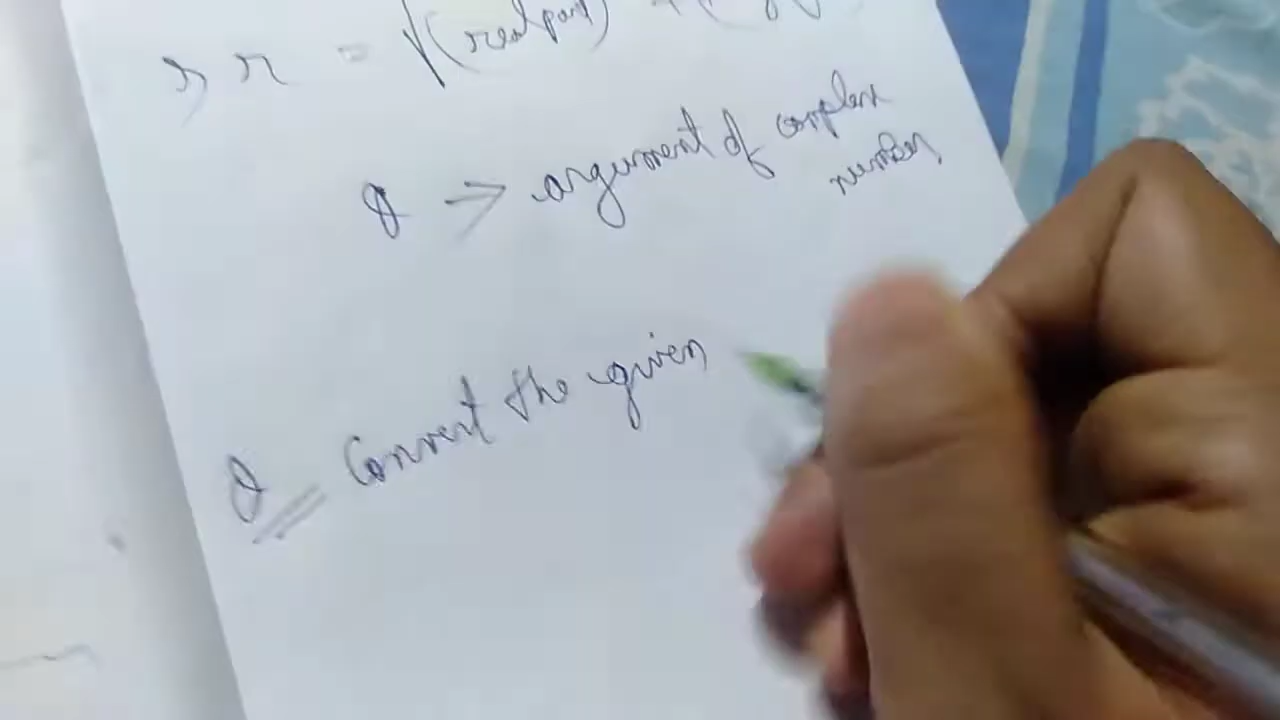 r = √(real part)
θ → argument of complex
number,
Q Convert the given